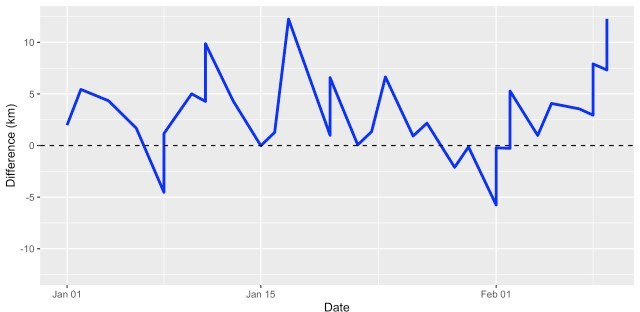 10
5
0
-5
-10
Difference (km)
Jan 01
Jan 15
Feb 01
Date